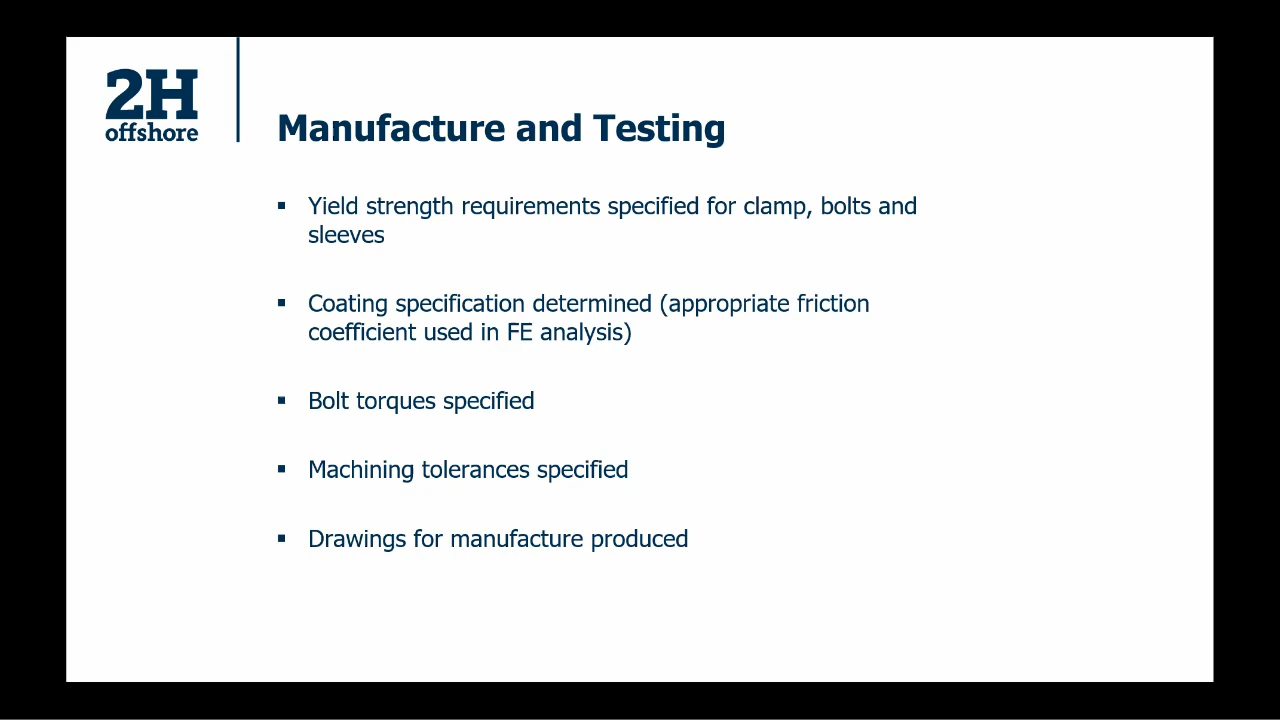 2H
offshore
Manufacture and Testing
▪ Yield strength requirements specified for clamp, bolts and
sleeves
▪ Coating specification determined (appropriate friction
coefficient used in FE analysis)
▪ Bolt torques specified
▪ Machining tolerances specified
▪ Drawings for manufacture produced